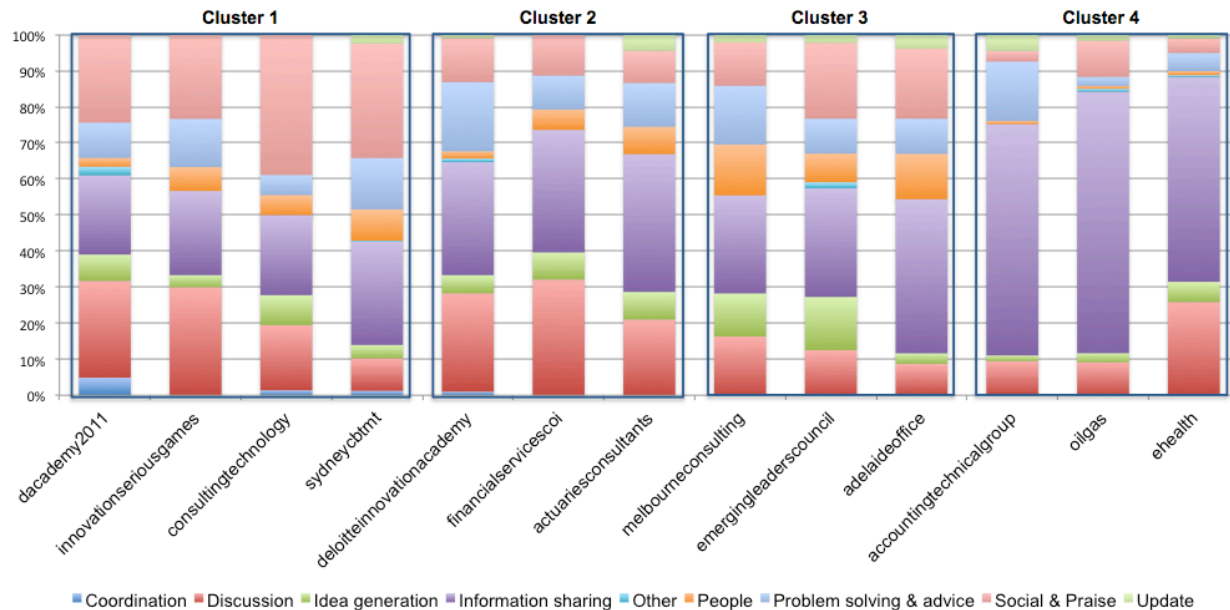 Cluster 1 Cluster 2 Cluster 3 Cluster 4
100%
90%
80%
70%
60%
50%
40%
30%
20%
10%
0%
dacademy2011
innovationseriousgames
consultingtechnology
sydneycbtmt
deloitteinnovationacademy
financialservicescoi
actuariesconsultants
melbourneconsulting
emergingleaderscouncil
adelaideoffice
accountingtechnicalgroup
oilgas
ehealth
Coordination Discussion Idea generation Information sharing Other People Problem solving & advice Social & Praise Update